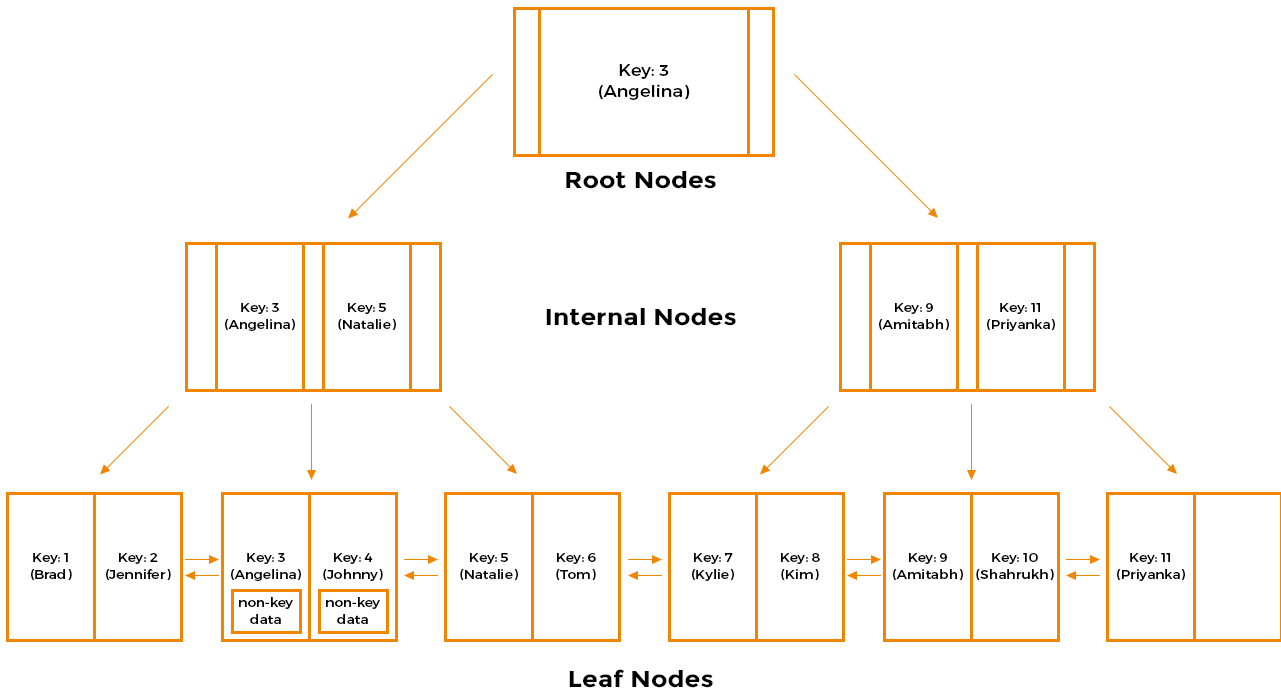 Key: 3
(Angelina)
Root Nodes
Key: 3
(Angelina)
Key: 5
(Natalie)
Internal Nodes
Key: 9
(Amitabh)
Key: 11
(Priyanka)
Key: 1
(Brad)
Key: 2
(Jennifer)
Key: 3
(Angelina)
non-key
data
Key: 4
(Johnny)
non-key
data
Key: 5
(Natalie)
Key: 6
(Tom)
Key: 7
(Kylie)
Key: 8
(Kim)
Key: 9
(Amitabh)
Key: 10
(Shahrukh)
Key: 11
(Priyanka)
Leaf Nodes